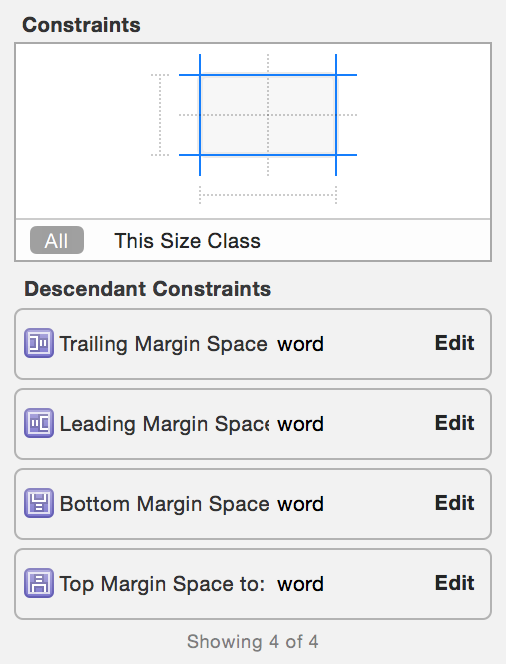 Constraints
All This Size Class
Descendant Constraints
Trailing Margin Space word Edit
Leading Margin Space word Edit
Bottom Margin Space word Edit
Top Margin Space to: word Edit
Showing 4 of 4